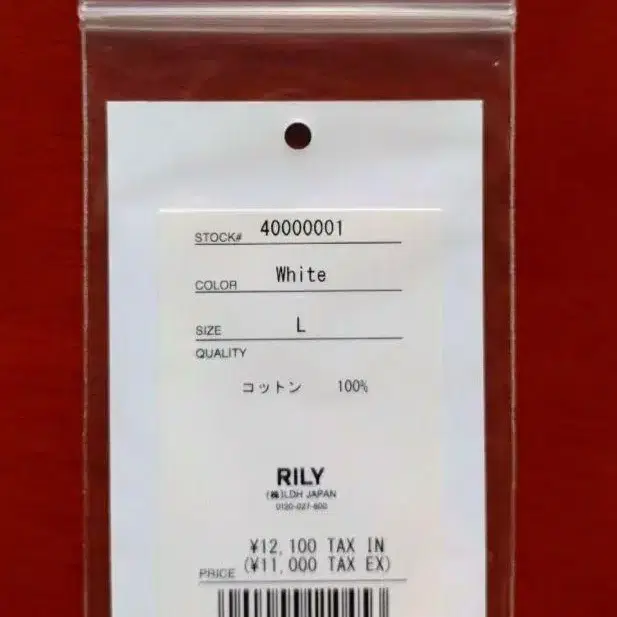 STOCK# 40000001
COLOR White
SIZE L
QUALITY
コットン 100%
RILY
(株)LDH JAPAN
0120-027-600
¥12,100 TAX IN
PRICE (¥11,000 TAX EX)